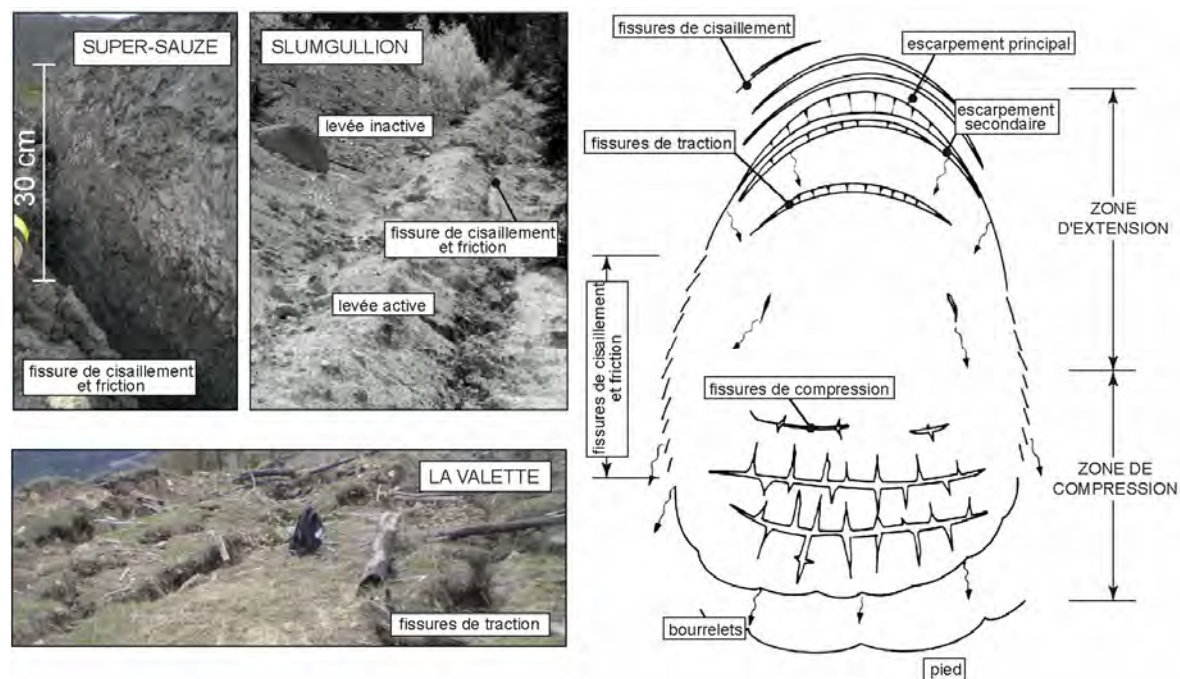 SUPER-SAUZE
30 cm
fissure de cisaillement
et friction
SLUMGULLION
levée inactive
fissure de cisaillement
et friction
levée active
LA VALETTE
fissures de traction
fissures de cisaillement
escarpement principal
escarpement
secondaire
fissures de traction
ZONE
D'EXTENSION
fissures de cisaillement
et friction
fissures de compression
ZONE DE
COMPRESSION
bourrelets
pied